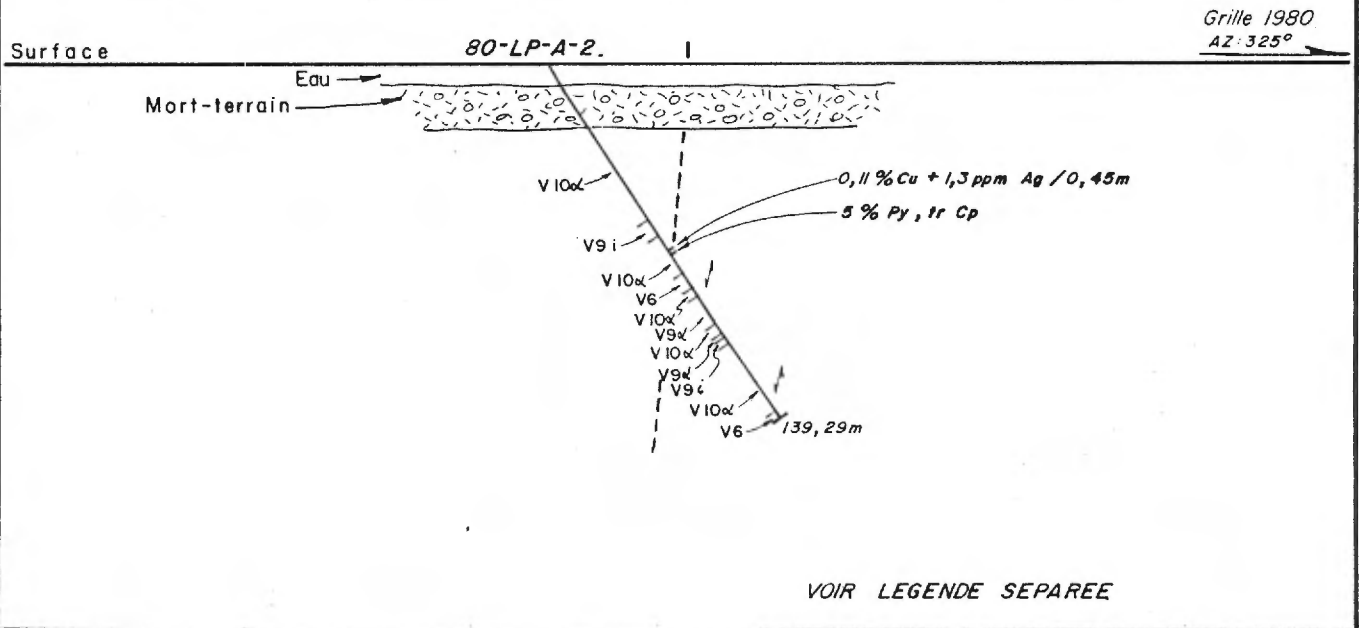 Grille 1980
AZ: 325°
Surface
80-LP-A-2.
Eau
Mort-terrain
V10α
0,11 % Cu + 1,3 ppm Ag / 0,45m
5 % Py, tr Cp
V9i
V10α
V6
V10α
V9α
V10α
V9α
V9i
V10α
V6
139,29m
VOIR LEGENDE SEPAREE